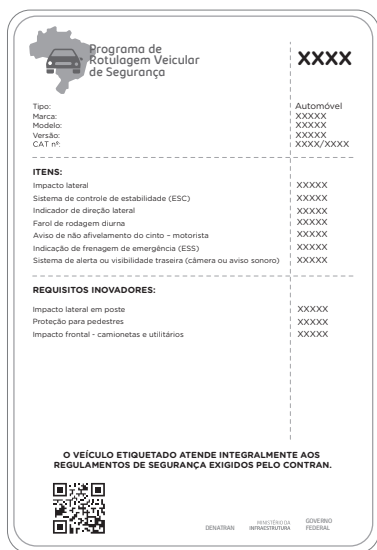 Programa de
Rotulagem Veicular
de Segurança
XXXX
Tipo: Automóvel
Marca: XXXXX
Modelo: XXXXX
Versão: XXXXX
CAT nº: XXXX/XXXX
ITENS:
Impacto lateral XXXXX
Sistema de controle de estabilidade (ESC) XXXXX
Indicador de direção lateral XXXXX
Farol de rodagem diurna XXXXX
Aviso de não afivelamento do cinto – motorista XXXXX
Indicação de frenagem de emergência (ESS) XXXXX
Sistema de alerta ou visibilidade traseira (câmera ou aviso sonoro) XXXXX
REQUISITOS INOVADORES:
Impacto lateral em poste XXXXX
Proteção para pedestres XXXXX
Impacto frontal - camionetas e utilitários XXXXX
O VEÍCULO ETIQUETADO ATENDE INTEGRALMENTE AOS
REGULAMENTOS DE SEGURANÇA EXIGIDOS PELO CONTRAN.
DENATRAN
MINISTÉRIO DA
INFRAESTRUTURA
GOVERNO
FEDERAL